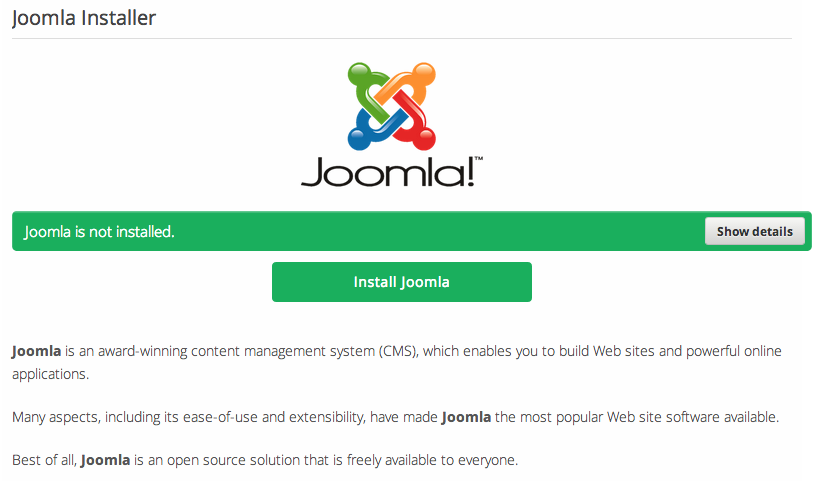 Joomla Installer
Joomla!™
Joomla is not installed.
Show details
Install Joomla
Joomla is an award-winning content management system (CMS), which enables you to build Web sites and powerful online
applications.
Many aspects, including its ease-of-use and extensibility, have made Joomla the most popular Web site software available.
Best of all, Joomla is an open source solution that is freely available to everyone.